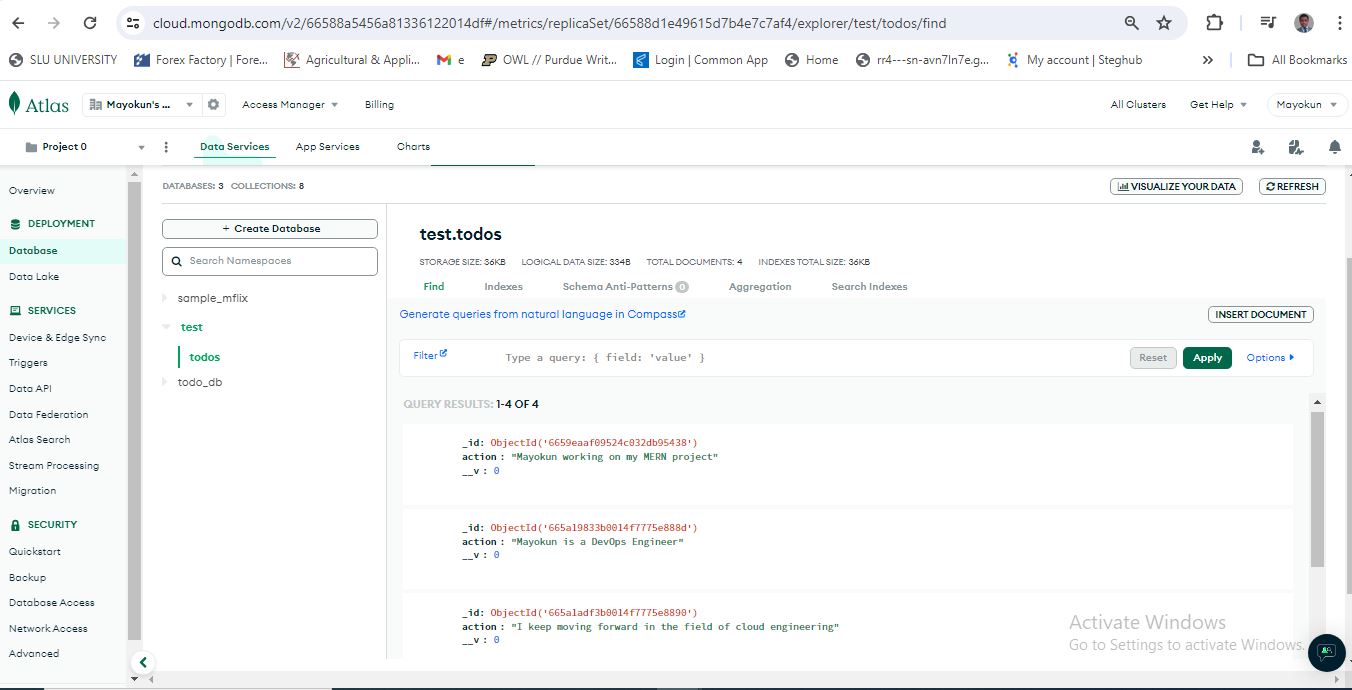 cloud.mongodb.com/v2/66588a5456a81336122014df#/metrics/replicaSet/66588d1e49615d7b4e7c7af4/explorer/test/todos/find
SLU UNIVERSITY Forex Factory | Fore... Agricultural & Appli... e OWL // Purdue Writ... Login | Common App Home rr4---sn-avn7ln7e.g... My account | Steghub » All Bookmarks
Atlas Mayokun's ... Access Manager Billing All Clusters Get Help Mayokun
Project 0 Data Services App Services Charts
Overview
DEPLOYMENT
Database
Data Lake
SERVICES
Device & Edge Sync
Triggers
Data API
Data Federation
Atlas Search
Stream Processing
Migration
SECURITY
Quickstart
Backup
Database Access
Network Access
Advanced
DATABASES: 3 COLLECTIONS: 8
VISUALIZE YOUR DATA REFRESH
+ Create Database
Search Namespaces
sample_mflix
test
todos
todo_db
test.todos
STORAGE SIZE: 36KB LOGICAL DATA SIZE: 334B TOTAL DOCUMENTS: 4 INDEXES TOTAL SIZE: 36KB
Find Indexes Schema Anti-Patterns 0 Aggregation Search Indexes
Generate queries from natural language in Compass
INSERT DOCUMENT
Filter Type a query: { field: 'value' } Reset Apply Options
QUERY RESULTS: 1-4 OF 4
_id: ObjectId('6659eaaf09524c032db95438')
action : "Mayokun working on my MERN project"
__v : 0
_id: ObjectId('665a19833b0014f7775e888d')
action : "Mayokun is a DevOps Engineer"
__v : 0
_id: ObjectId('665a1adf3b0014f7775e8890')
action : "I keep moving forward in the field of cloud engineering"
__v : 0
Activate Windows
Go to Settings to activate Windows.